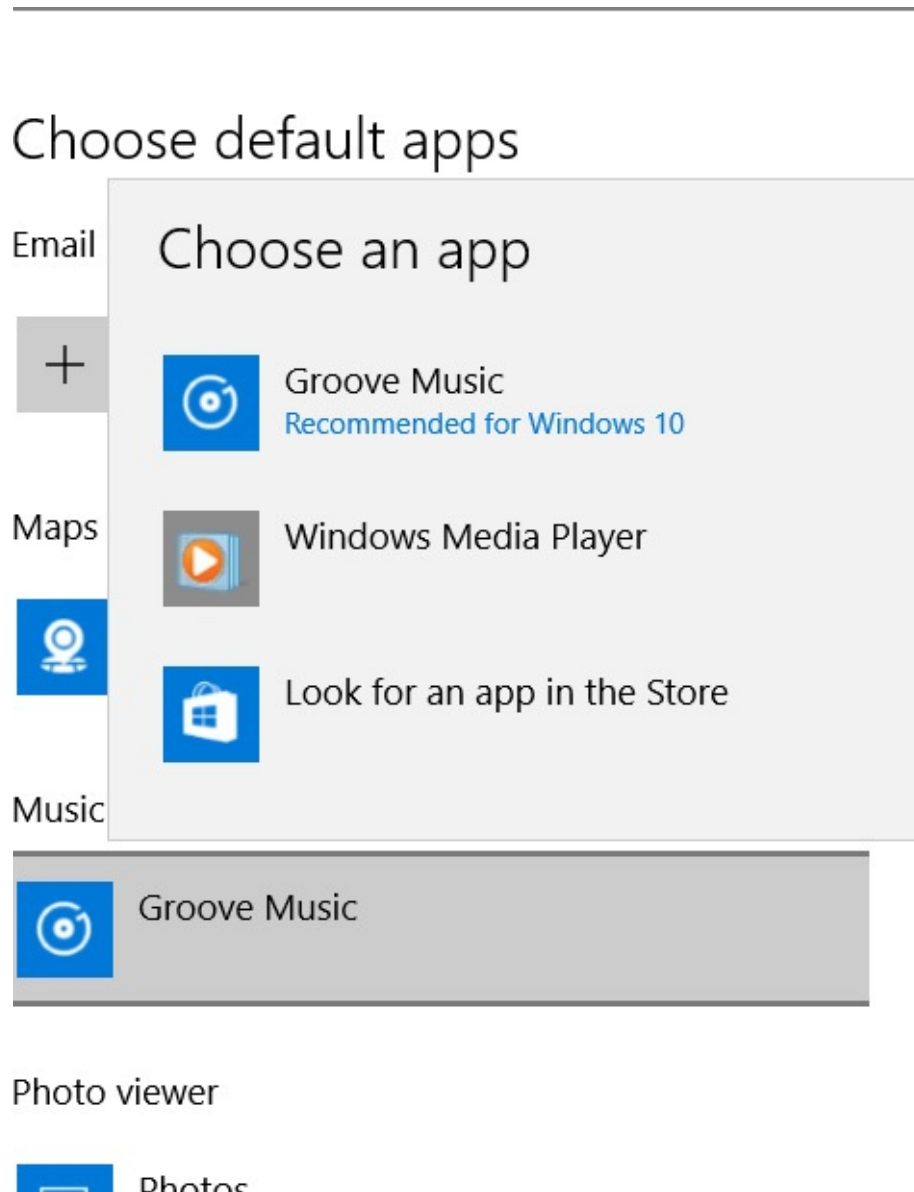 Choose default apps
Email
Choose an app
Groove Music
Recommended for Windows 10
Maps
Windows Media Player
Look for an app in the Store
Music
Groove Music
Photo viewer
Photos